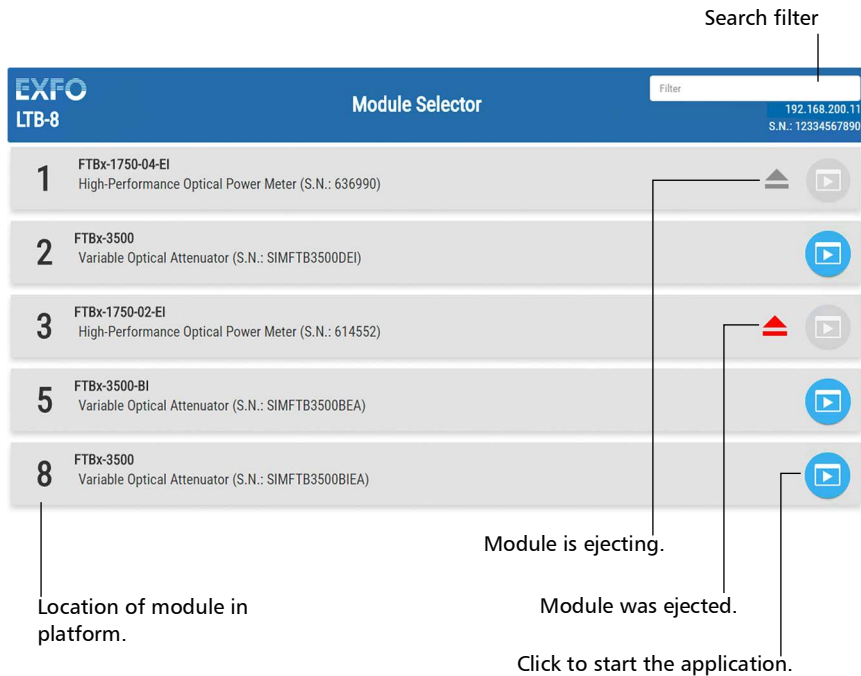 Search filter
EXFO
LTB-8
Module Selector
Filter
192.168.200.11
S.N.: 12334567890
1
FTBx-1750-04-EI
High-Performance Optical Power Meter (S.N.: 636990)
2
FTBx-3500
Variable Optical Attenuator (S.N.: SIMFTB3500DEI)
3
FTBx-1750-02-EI
High-Performance Optical Power Meter (S.N.: 614552)
5
FTBx-3500-BI
Variable Optical Attenuator (S.N.: SIMFTB3500BEA)
8
FTBx-3500
Variable Optical Attenuator (S.N.: SIMFTB3500BIEA)
Module is ejecting.
Location of module in
platform.
Module was ejected.
Click to start the application.